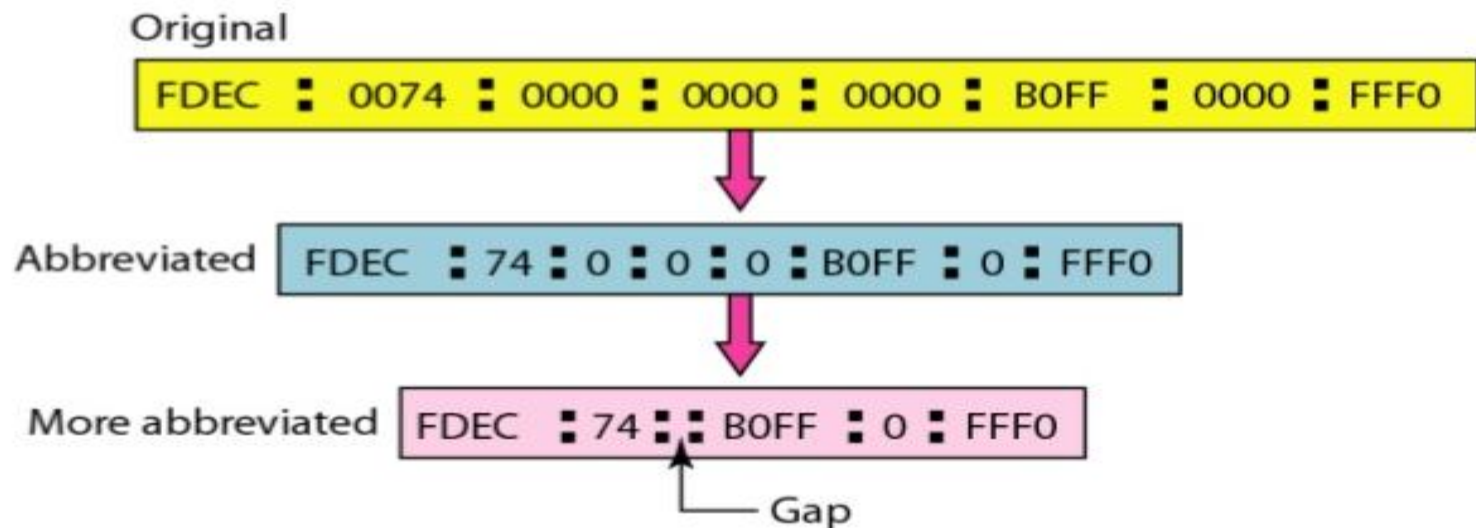 Original
FDEC : 0074 : 0000 : 0000 : 0000 : B0FF : 0000 : FFF0
Abbreviated FDEC : 74 : 0 : 0 : 0 : B0FF : 0 : FFF0
More abbreviated FDEC : 74 : : B0FF : 0 : FFF0
Gap